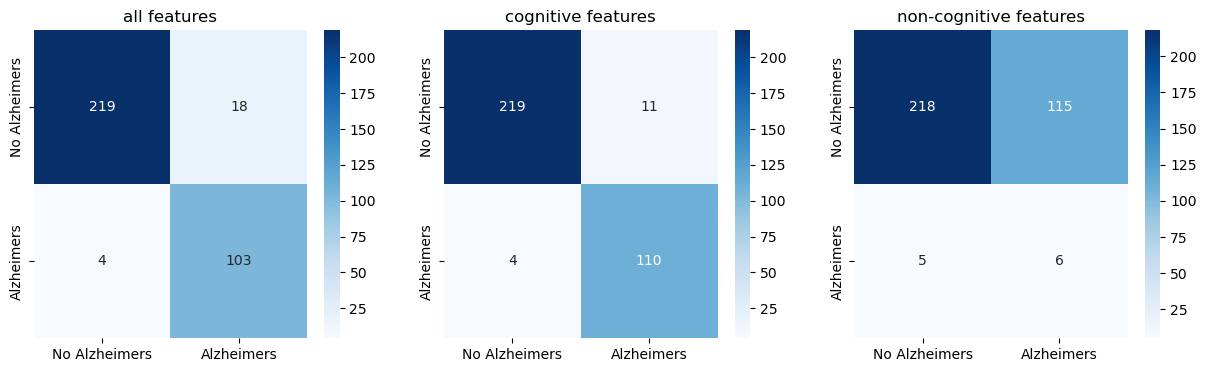 all features
No Alzheimers
Alzheimers
219
18
4
103
No Alzheimers
Alzheimers
200
175
150
125
100
75
50
25
cognitive features
No Alzheimers
Alzheimers
219
11
4
110
No Alzheimers
Alzheimers
200
175
150
125
100
75
50
25
non-cognitive features
No Alzheimers
Alzheimers
218
115
5
6
No Alzheimers
Alzheimers
200
175
150
125
100
75
50
25